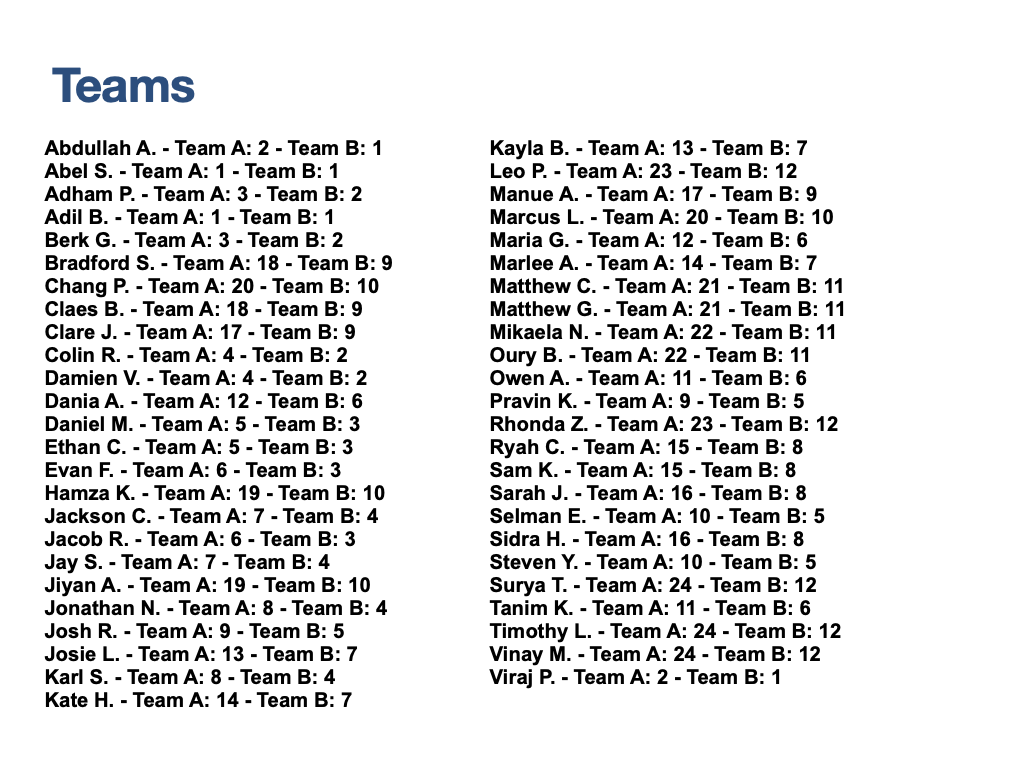 Teams
Abdullah A. - Team A: 2 - Team B: 1
Abel S. - Team A: 1 - Team B: 1
Adham P. - Team A: 3 - Team B: 2
Adil B. - Team A: 1 - Team B: 1
Berk G. - Team A: 3 - Team B: 2
Bradford S. - Team A: 18 - Team B: 9
Chang P. - Team A: 20 - Team B: 10
Claes B. - Team A: 18 - Team B: 9
Clare J. - Team A: 17 - Team B: 9
Colin R. - Team A: 4 - Team B: 2
Damien V. - Team A: 4 - Team B: 2
Dania A. - Team A: 12 - Team B: 6
Daniel M. - Team A: 5 - Team B: 3
Ethan C. - Team A: 5 - Team B: 3
Evan F. - Team A: 6 - Team B: 3
Hamza K. - Team A: 19 - Team B: 10
Jackson C. - Team A: 7 - Team B: 4
Jacob R. - Team A: 6 - Team B: 3
Jay S. - Team A: 7 - Team B: 4
Jiyan A. - Team A: 19 - Team B: 10
Jonathan N. - Team A: 8 - Team B: 4
Josh R. - Team A: 9 - Team B: 5
Josie L. - Team A: 13 - Team B: 7
Karl S. - Team A: 8 - Team B: 4
Kate H. - Team A: 14 - Team B: 7
Kayla B. - Team A: 13 - Team B: 7
Leo P. - Team A: 23 - Team B: 12
Manue A. - Team A: 17 - Team B: 9
Marcus L. - Team A: 20 - Team B: 10
Maria G. - Team A: 12 - Team B: 6
Marlee A. - Team A: 14 - Team B: 7
Matthew C. - Team A: 21 - Team B: 11
Matthew G. - Team A: 21 - Team B: 11
Mikaela N. - Team A: 22 - Team B: 11
Oury B. - Team A: 22 - Team B: 11
Owen A. - Team A: 11 - Team B: 6
Pravin K. - Team A: 9 - Team B: 5
Rhonda Z. - Team A: 23 - Team B: 12
Ryah C. - Team A: 15 - Team B: 8
Sam K. - Team A: 15 - Team B: 8
Sarah J. - Team A: 16 - Team B: 8
Selman E. - Team A: 10 - Team B: 5
Sidra H. - Team A: 16 - Team B: 8
Steven Y. - Team A: 10 - Team B: 5
Surya T. - Team A: 24 - Team B: 12
Tanim K. - Team A: 11 - Team B: 6
Timothy L. - Team A: 24 - Team B: 12
Vinay M. - Team A: 24 - Team B: 12
Viraj P. - Team A: 2 - Team B: 1